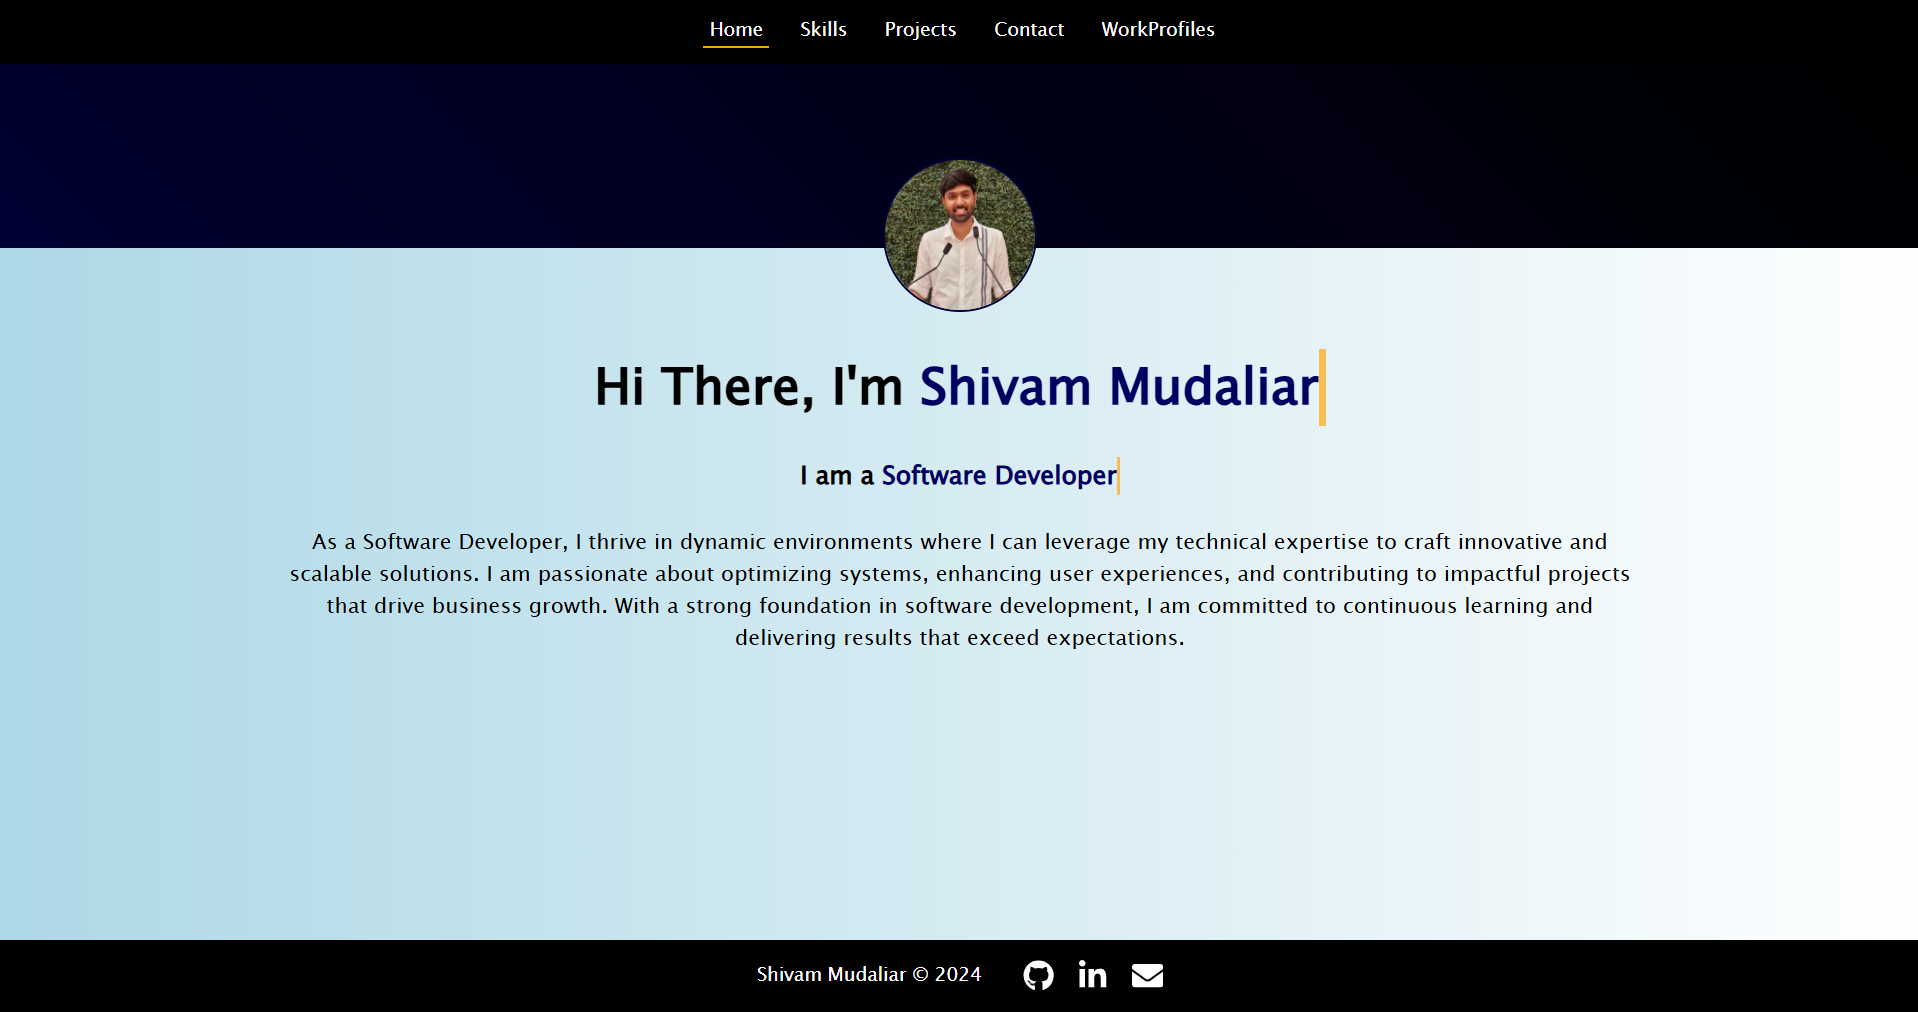 Home Skills Projects Contact WorkProfiles
Hi There, I'm Shivam Mudaliar
I am a Software Developer
As a Software Developer, I thrive in dynamic environments where I can leverage my technical expertise to craft innovative and
scalable solutions. I am passionate about optimizing systems, enhancing user experiences, and contributing to impactful projects
that drive business growth. With a strong foundation in software development, I am committed to continuous learning and
delivering results that exceed expectations.
Shivam Mudaliar © 2024 in